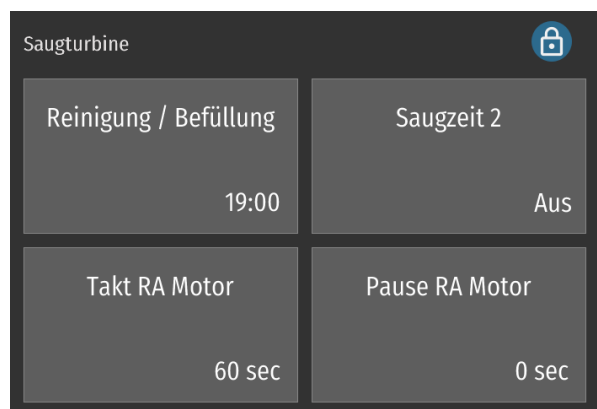 Saugturbine
Reinigung / Befüllung
19:00
Saugzeit 2
Aus
Takt RA Motor
60 sec
Pause RA Motor
0 sec